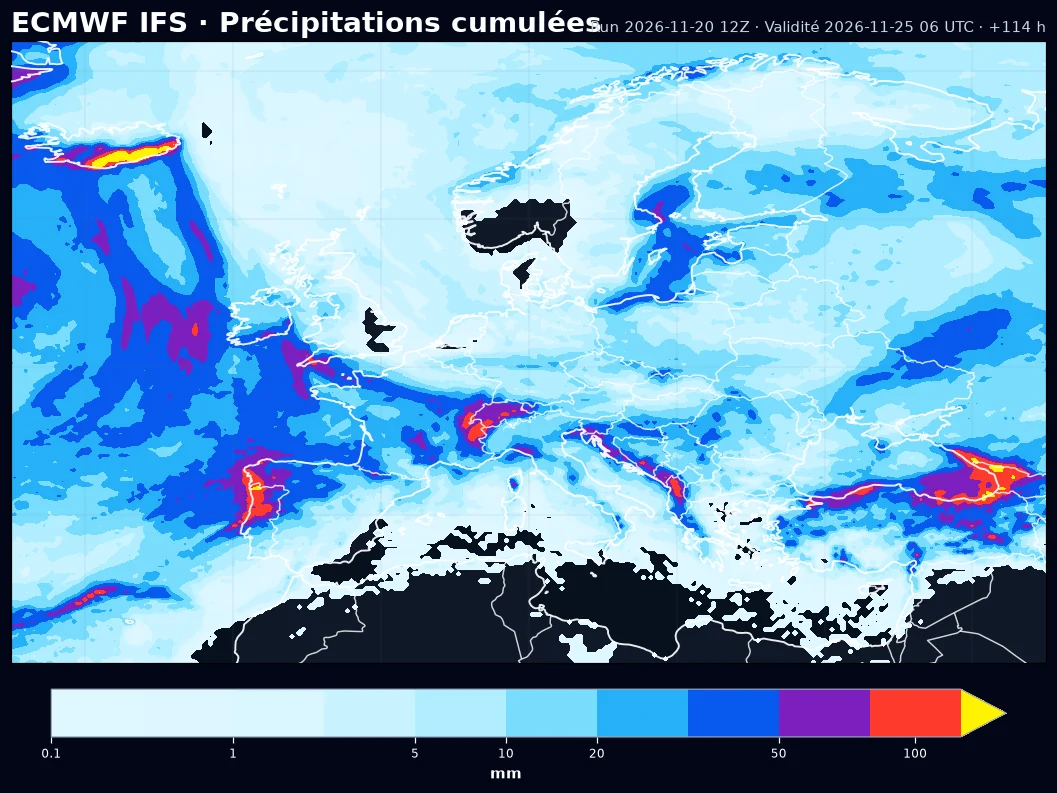 ECMWF IFS · Précipitations cumulées
Run 2026-11-20 12Z · Validité 2026-11-25 06 UTC · +114 h
0.1 1 5 10 20 50 100
mm